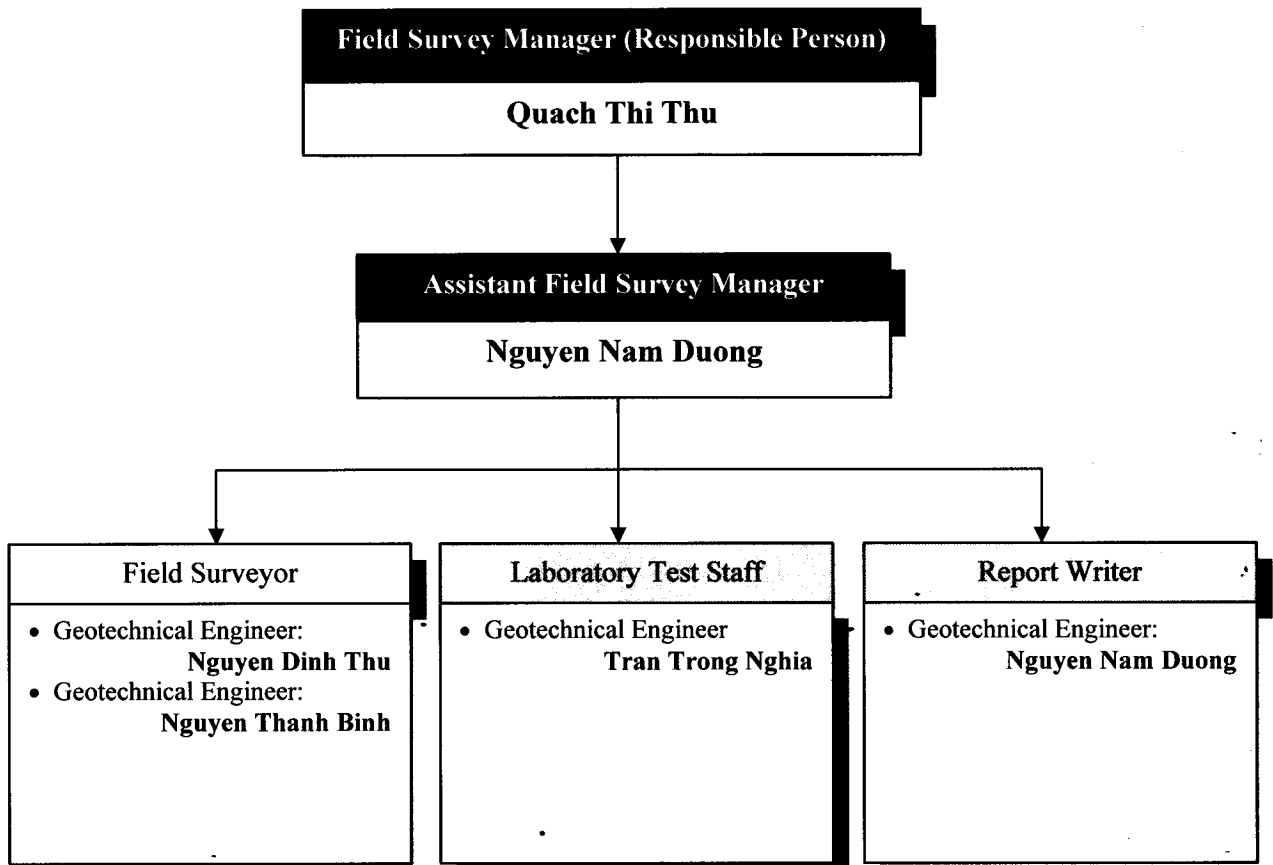 Field Survey Manager (Responsible Person)
Quach Thi Thu
Assistant Field Survey Manager
Nguyen Nam Duong
Field Surveyor
• Geotechnical Engineer:
Nguyen Dinh Thu
• Geotechnical Engineer:
Nguyen Thanh Binh
Laboratory Test Staff
• Geotechnical Engineer
Tran Trong Nghia
Report Writer
• Geotechnical Engineer:
Nguyen Nam Duong